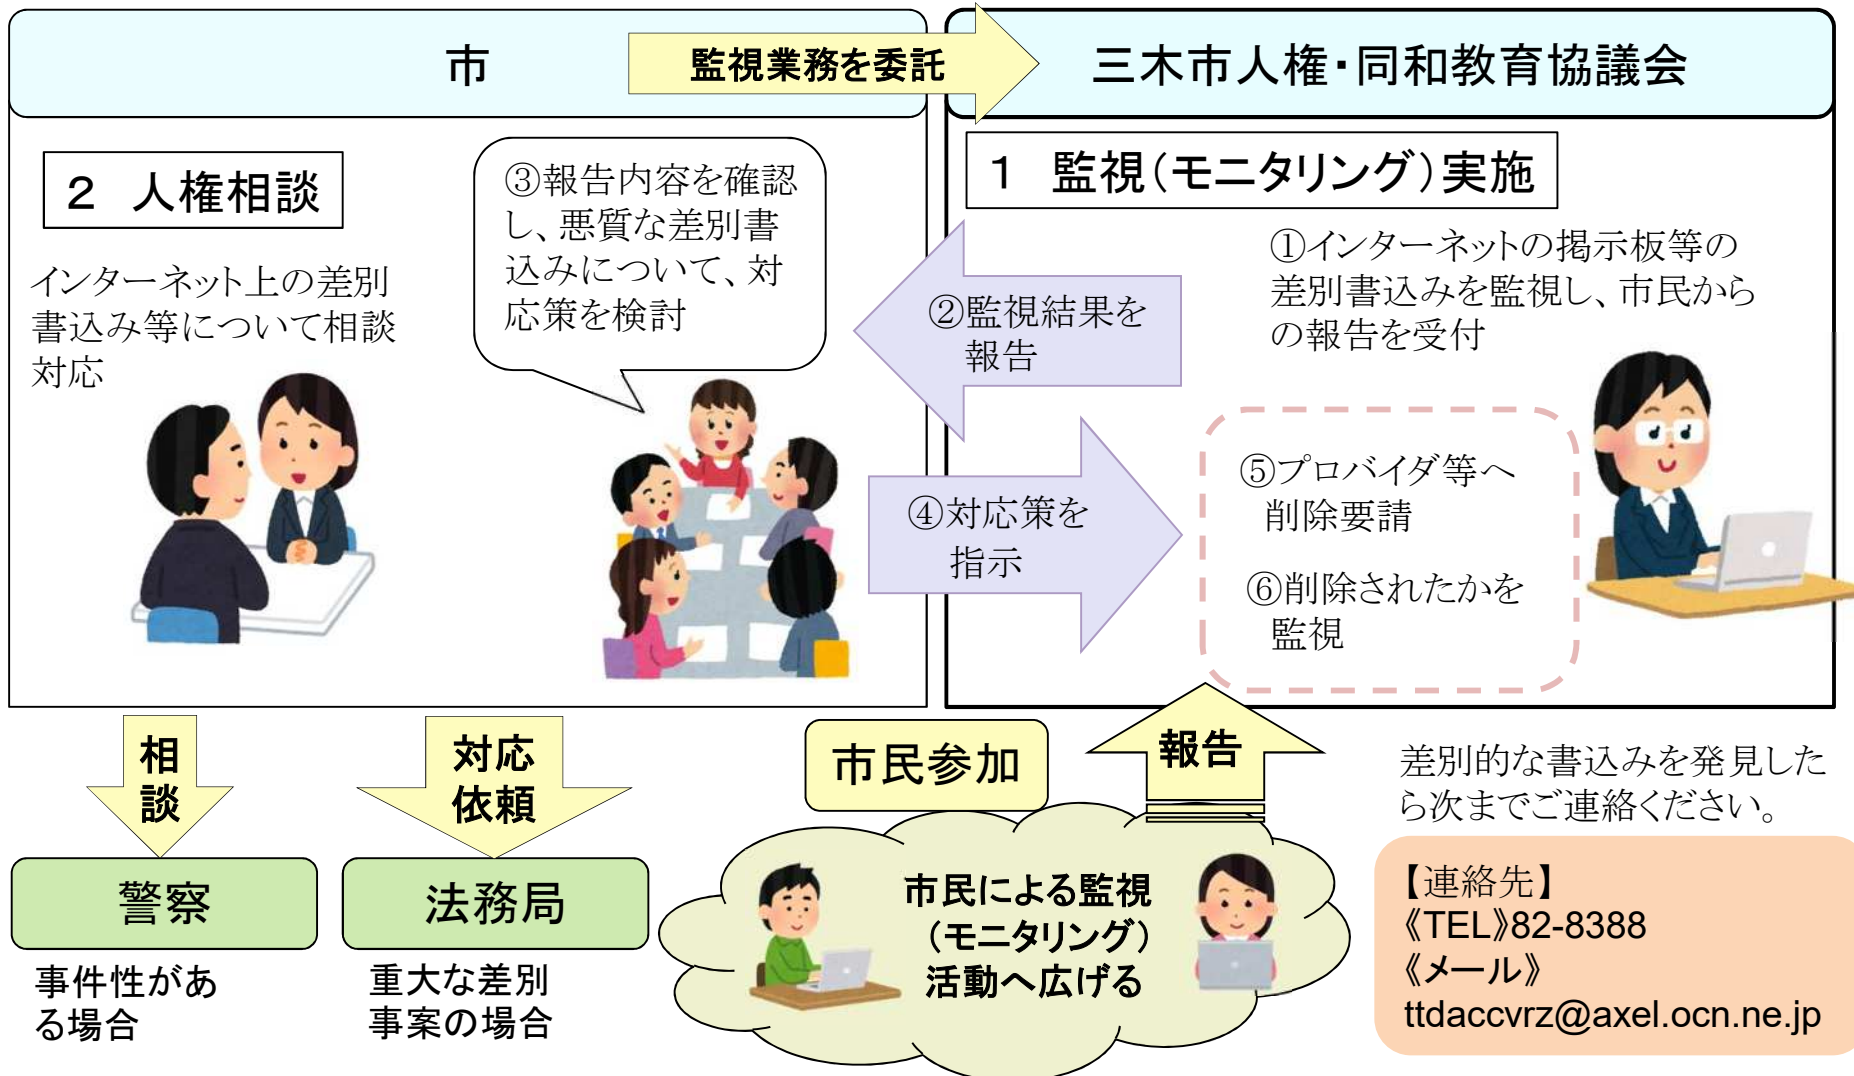 市
監視業務を委託
三木市人権・同和教育協議会
２　人権相談
インターネット上の差別
書込み等について相談
対応
③報告内容を確認
し、悪質な差別書
込みについて、対
応策を検討
１　監視（モニタリング）実施
①インターネットの掲示板等の
差別書込みを監視し、市民から
の報告を受付
②監視結果を
報告
④対応策を
指示
⑤プロバイダ等へ
削除要請
⑥削除されたかを
監視
相
談
対応
依頼
警察
法務局
事件性があ
る場合
重大な差別
事案の場合
市民参加
報告
市民による監視
（モニタリング）
活動へ広げる
差別的な書込みを発見した
ら次までご連絡ください。
【連絡先】
《TEL》82-8388
《メール》
ttdaccvrz@axel.ocn.ne.jp